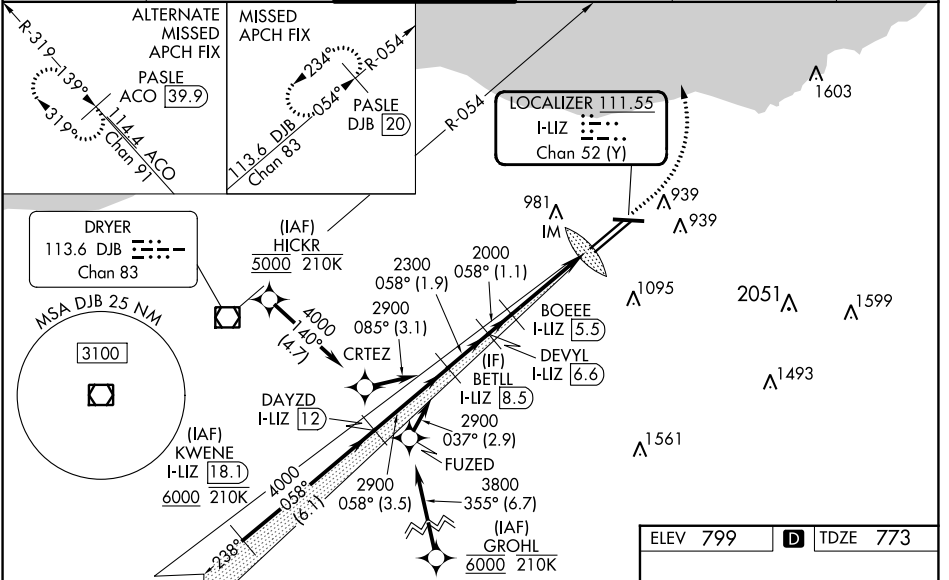 ALTERNATE
MISSED
APCH FIX
R-319
139°
319°
PASLE
ACO 39.9
114.4 ACO
Chan 91
MISSED
APCH FIX
234°
R-054
054°
PASLE
DJB 20
113.6 DJB
Chan 83
R-054
LOCALIZER 111.55
I-LIZ
Chan 52 (Y)
1603
981
IM
939
939
DRYER
113.6 DJB
Chan 83
(IAF)
HICKR
5000 210K
2300
058° (1.9)
2000
058° (1.1)
2900
085° (3.1)
4000
140°
(4.7)
CRTEZ
1095
2051
1599
BOEEE
I-LIZ 5.5
DEVYL
I-LIZ 6.6
(IF)
BETLL
I-LIZ 8.5
MSA DJB 25 NM
3100
DAYZD
I-LIZ 12
1493
2900
037° (2.9)
FUZED
1561
(IAF)
KWENE
I-LIZ 18.1
6000 210K
4000
058°
(6.1)
2900
058° (3.5)
3800
355° (6.7)
238°
(IAF)
GROHL
6000 210K
ELEV 799
D
TDZE 773